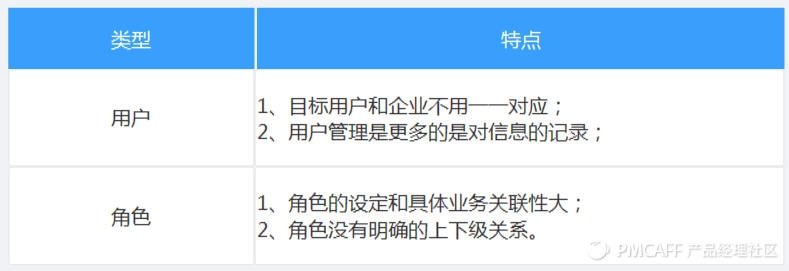 类型
特点
用户
1、目标用户和企业不用一一对应；
2、用户管理是更多的是对信息的记录；
角色
1、角色的设定和具体业务关联性大；
2、角色没有明确的上下级关系。
PMCAFF 产品经理社区